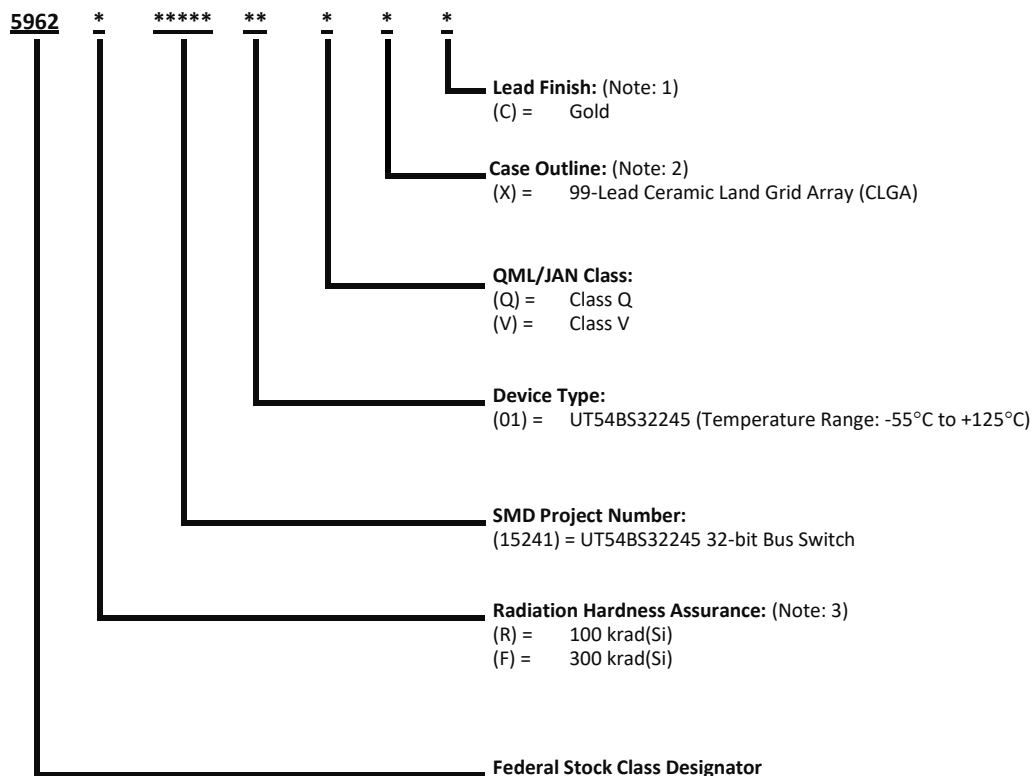 5962 * ***** ** * * *
Lead Finish: (Note: 1)
(C) = Gold
Case Outline: (Note: 2)
(X) = 99-Lead Ceramic Land Grid Array (CLGA)
QML/JAN Class:
(Q) = Class Q
(V) = Class V
Device Type:
(01) = UT54BS32245 (Temperature Range: -55°C to +125°C)
SMD Project Number:
(15241) = UT54BS32245 32-bit Bus Switch
Radiation Hardness Assurance: (Note: 3)
(R) = 100 krad(Si)
(F) = 300 krad(Si)
Federal Stock Class Designator